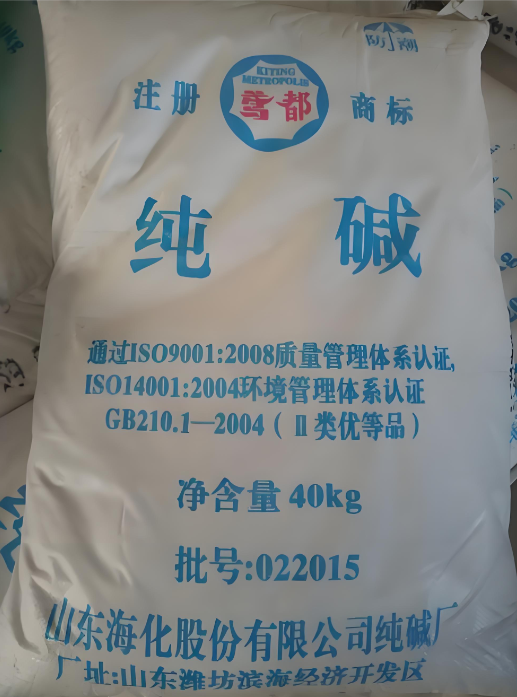 防潮
KITING
METROPOLIS
注册 鸢都 商标
纯碱
通过ISO9001:2008质量管理体系认证,
ISO14001:2004环境管理体系认证
GB210.1—2004(Ⅱ类优等品)
净含量 40kg
批号:022015
山东海化股份有限公司纯碱厂
厂址:山东潍坊滨海经济开发区